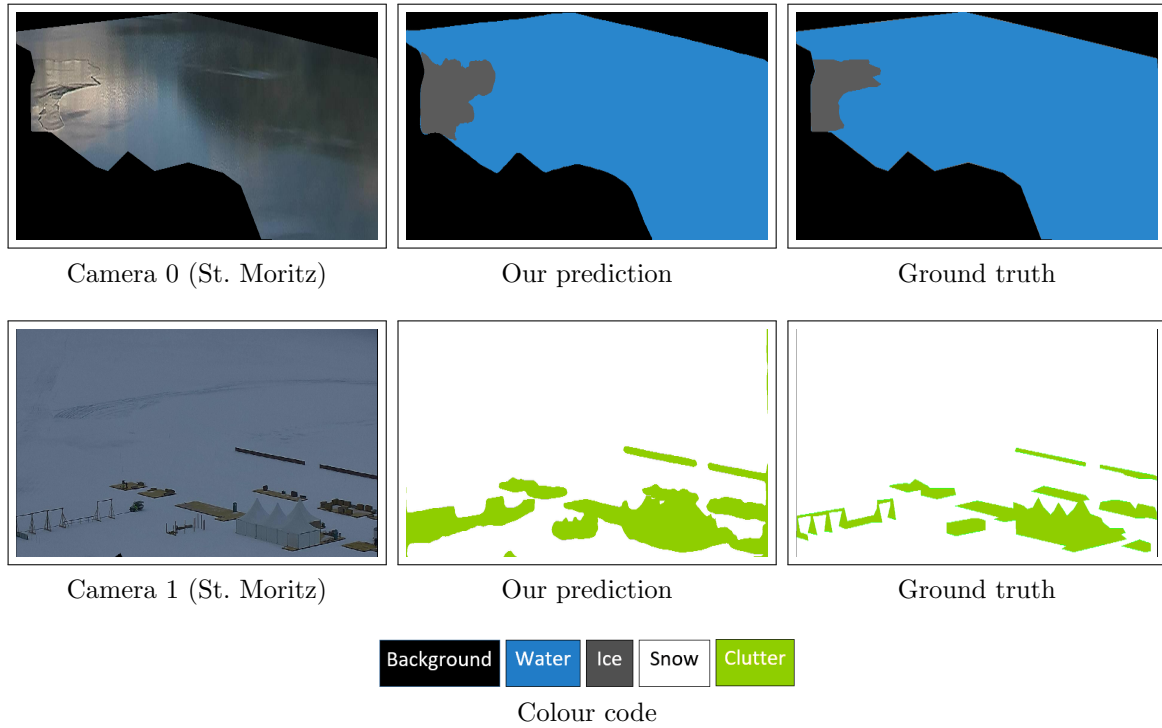 Camera 0 (St. Moritz) Our prediction Ground truth
Camera 1 (St. Moritz) Our prediction Ground truth
Background Water Ice Snow Clutter
Colour code